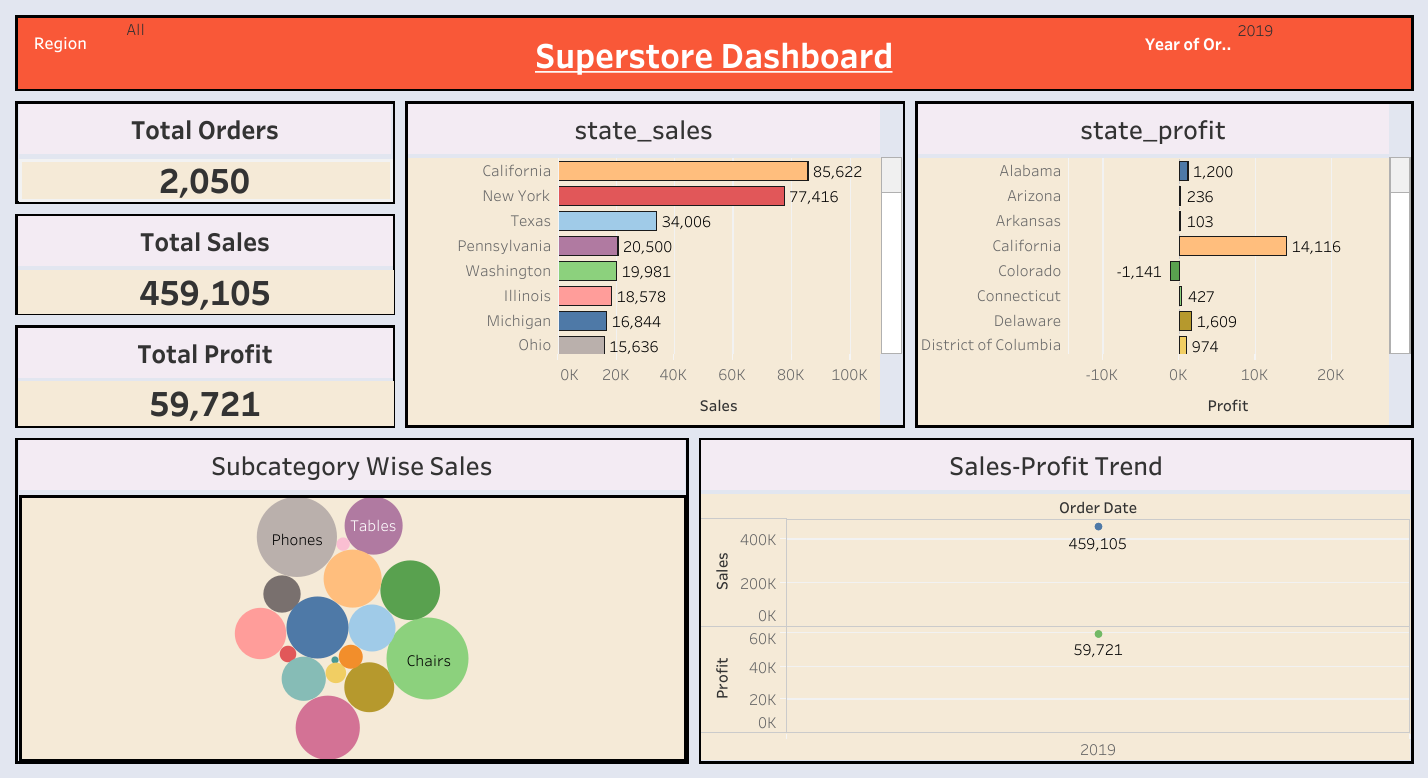 All
2019
Region
Superstore Dashboard
Year of Or..
Total Orders
2,050
Total Sales
459,105
Total Profit
59,721
state_sales
California 85,622
New York 77,416
Texas 34,006
Pennsylvania 20,500
Washington 19,981
Illinois 18,578
Michigan 16,844
Ohio 15,636
0K 20K 40K 60K 80K 100K
Sales
state_profit
Alabama 1,200
Arizona 236
Arkansas 103
California 14,116
Colorado -1,141
Connecticut 427
Delaware 1,609
District of Columbia 974
-10K 0K 10K 20K
Profit
Subcategory Wise Sales
Tables
Phones
Chairs
Sales-Profit Trend
Order Date
Sales
400K
200K
0K
459,105
Profit
60K
40K
20K
0K
59,721
2019